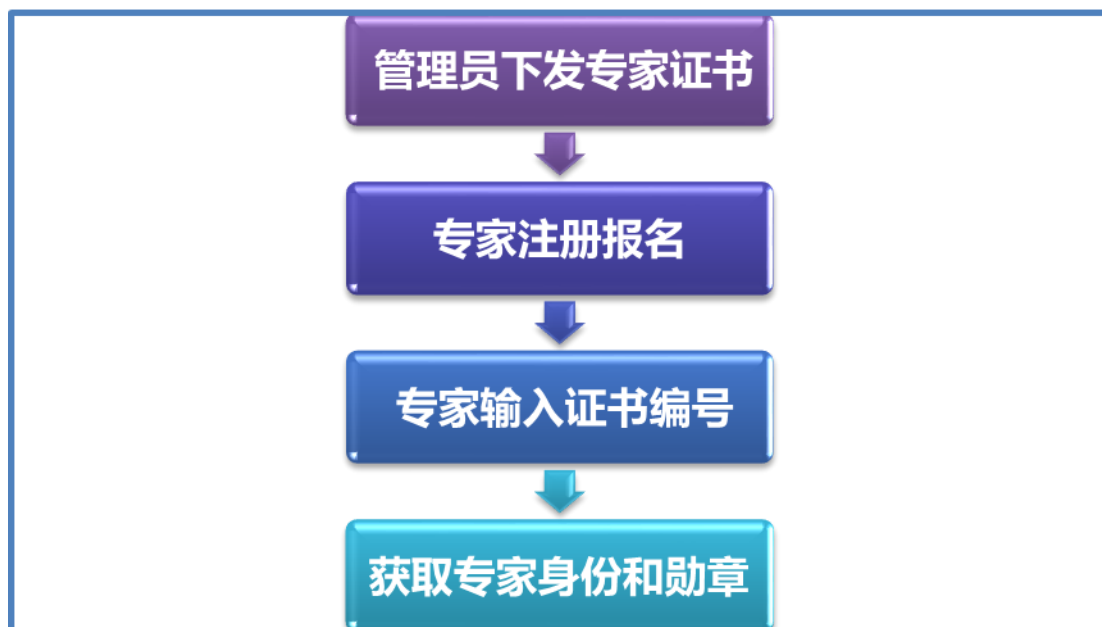 管理员下发专家证书
专家注册报名
专家输入证书编号
获取专家身份和勋章